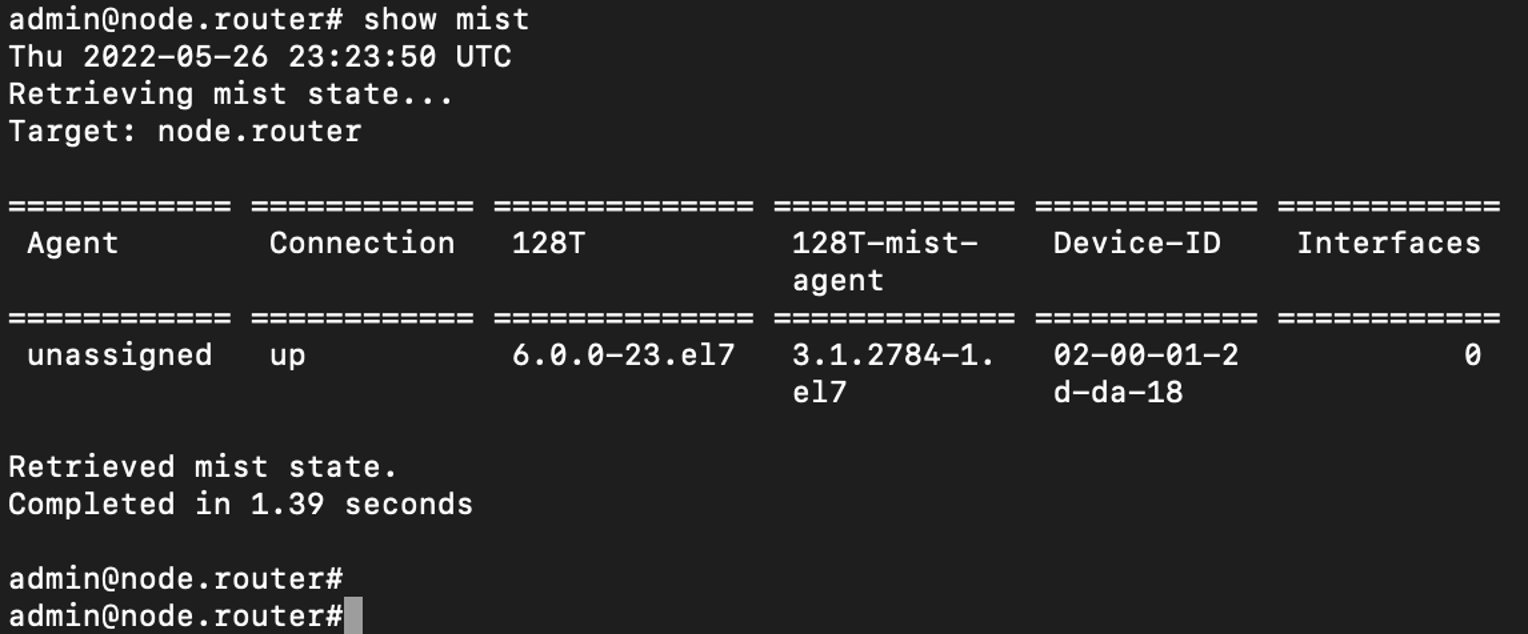 admin@node.router# show mist
Thu 2022-05-26 23:23:50 UTC
Retrieving mist state...
Target: node.router
============ ============ ============== ============= ============ ============
Agent Connection 128T 128T-mist- Device-ID Interfaces
agent
============ ============ ============== ============= ============ ============
unassigned up 6.0.0-23.el7 3.1.2784-1. 02-00-01-2 0
el7 d-da-18
Retrieved mist state.
Completed in 1.39 seconds
admin@node.router#
admin@node.router#